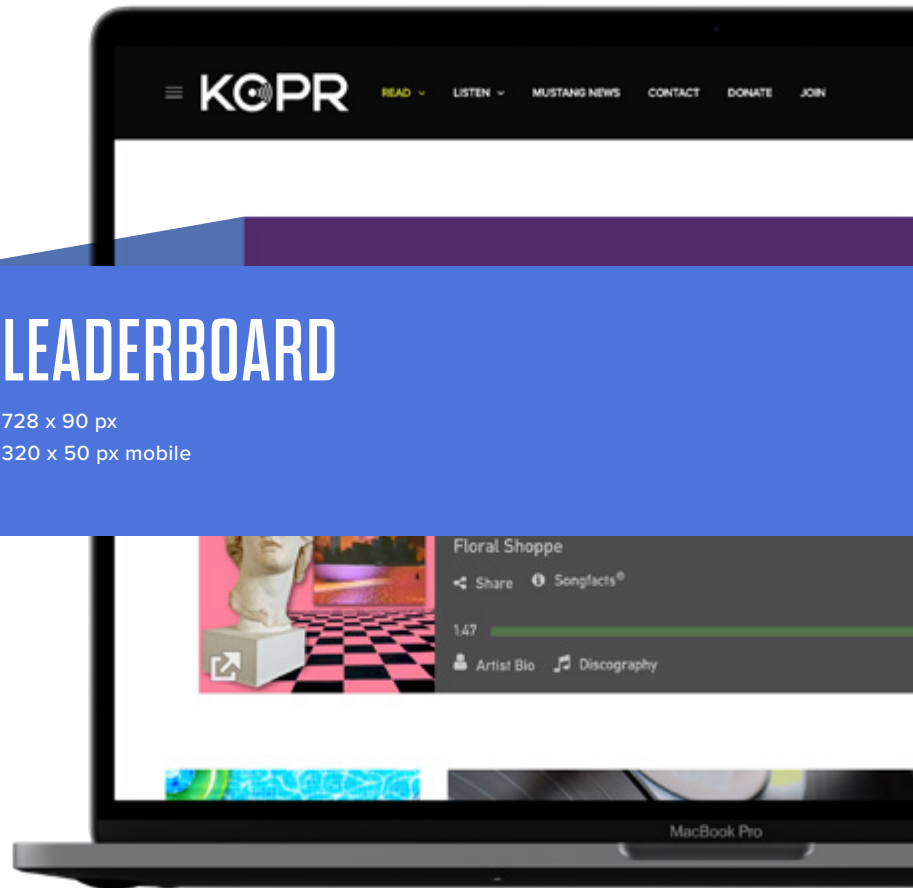 KCPR
READ
LISTEN
MUSTANG NEWS
CONTACT
DONATE
JOIN
LEADERBOARD
728 x 90 px
320 x 50 px mobile
Floral Shoppe
Share
Songfacts®
1:47
Artist Bio
Discography
MacBook Pro